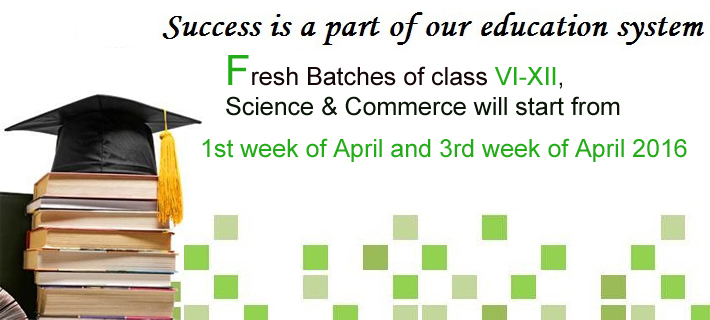 Success is a part of our education system
Fresh Batches of class VI-XII,
Science & Commerce will start from
1st week of April and 3rd week of April 2016